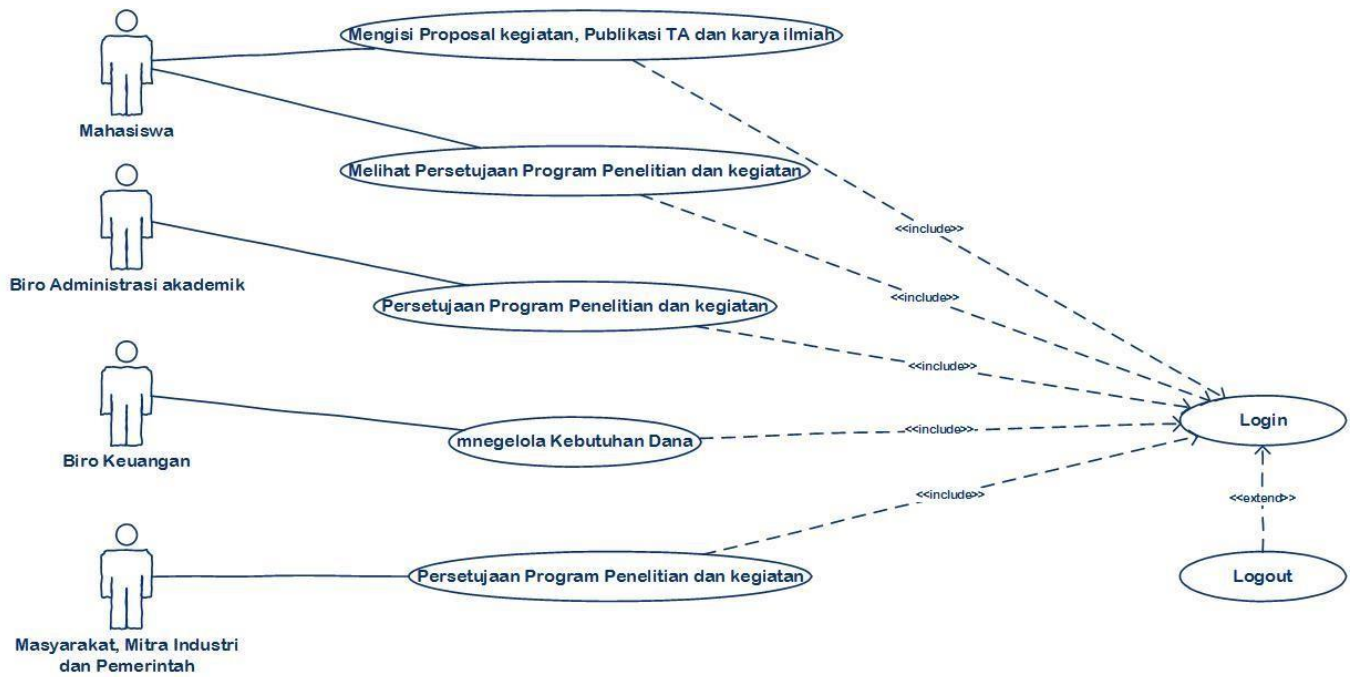 Mengisi Proposal kegiatan, Publikasi TA dan karya ilmiah
Mahasiswa
Melihat Persetujaan Program Penelitian dan kegiatan
<<include>>
Biro Administrasi akademik
<<include>>
Persetujaan Program Penelitian dan kegiatan
<<include>>
Login
<<include>>
mnegelola Kebutuhan Dana
Biro Keuangan
<<include>>
<<extend>>
Persetujaan Program Penelitian dan kegiatan
Logout
Masyarakat, Mitra Industri
dan Pemerintah